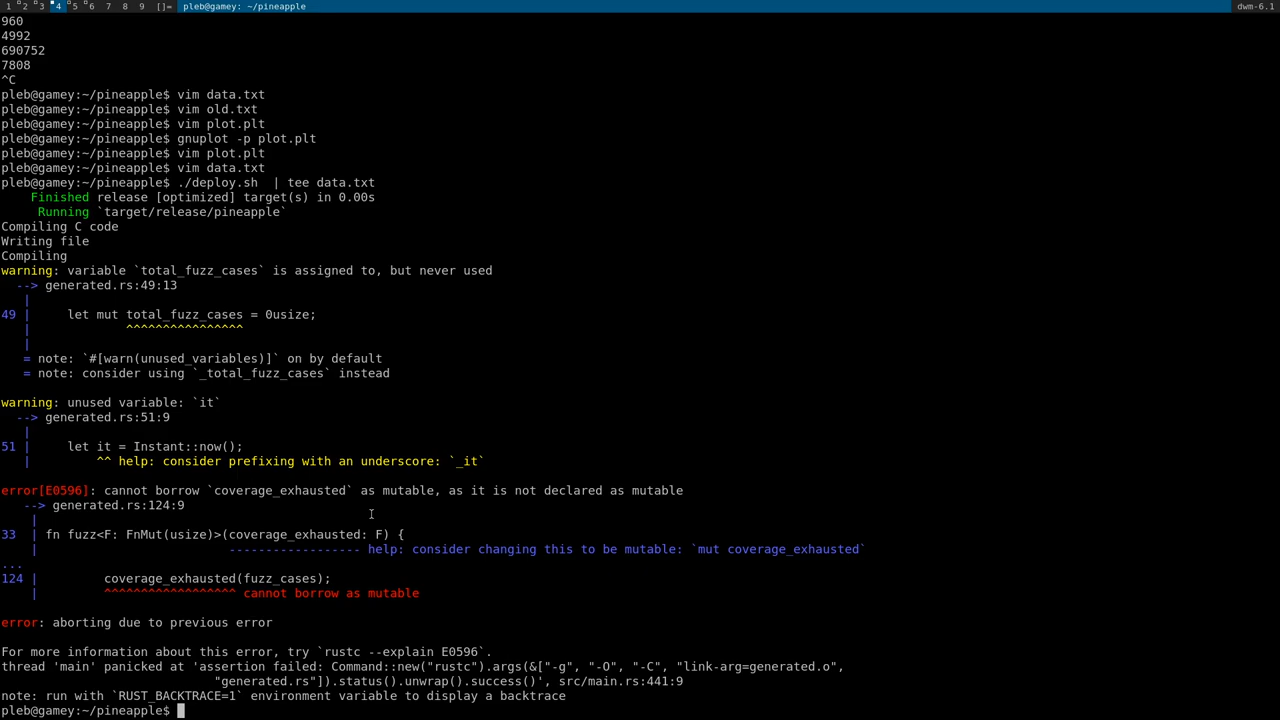 1 2 3 4 5 6 7 8 9 []= pleb@gamey: ~/pineapple dwm-6.1
960
4992
690752
7808
^C
pleb@gamey:~/pineapple$ vim data.txt
pleb@gamey:~/pineapple$ vim old.txt
pleb@gamey:~/pineapple$ vim plot.plt
pleb@gamey:~/pineapple$ gnuplot -p plot.plt
pleb@gamey:~/pineapple$ vim plot.plt
pleb@gamey:~/pineapple$ vim data.txt
pleb@gamey:~/pineapple$ ./deploy.sh  | tee data.txt
    Finished release [optimized] target(s) in 0.00s
     Running `target/release/pineapple`
Compiling C code
Writing file
Compiling
warning: variable `total_fuzz_cases` is assigned to, but never used
  --> generated.rs:49:13
   |
49 |     let mut total_fuzz_cases = 0usize;
   |             ^^^^^^^^^^^^^^^^
   |
   = note: `#[warn(unused_variables)]` on by default
   = note: consider using `_total_fuzz_cases` instead

warning: unused variable: `it`
  --> generated.rs:51:9
   |
51 |     let it = Instant::now();
   |         ^^ help: consider prefixing with an underscore: `_it`

error[E0596]: cannot borrow `coverage_exhausted` as mutable, as it is not declared as mutable
   --> generated.rs:124:9
    |
33  | fn fuzz<F: FnMut(usize)>(coverage_exhausted: F) {
    |                          ------------------ help: consider changing this to be mutable: `mut coverage_exhausted`
...
124 |         coverage_exhausted(fuzz_cases);
    |         ^^^^^^^^^^^^^^^^^^ cannot borrow as mutable

error: aborting due to previous error

For more information about this error, try `rustc --explain E0596`.
thread 'main' panicked at 'assertion failed: Command::new("rustc").args(&["-g", "-O", "-C", "link-arg=generated.o",
                             "generated.rs"]).status().unwrap().success()', src/main.rs:441:9
note: run with `RUST_BACKTRACE=1` environment variable to display a backtrace
pleb@gamey:~/pineapple$